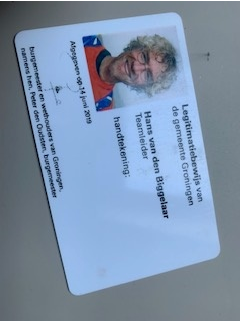 Legitimatiebewijs van
de gemeente Groningen
Hans van den Biggelaar
Teamleider
handtekening:
Afgegeven op 14 juni 2019
burgemeester en wethouders van Groningen,
namens hen, Peter den Oudsten, burgemeester